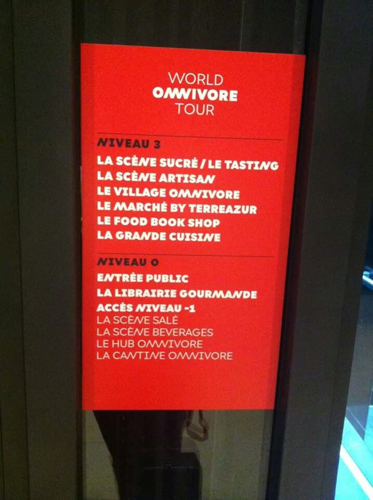 WORLD
OMNIVORE
TOUR
NIVEAU 3
LA SCÈNE SUCRÉ / LE TASTING
LA SCÈNE ARTISAN
LE VILLAGE OMNIVORE
LE MARCHÉ BY TERREAZUR
LE FOOD BOOK SHOP
LA GRANDE CUISINE
NIVEAU 0
ENTRÉE PUBLIC
LA LIBRAIRIE GOURMANDE
ACCÈS NIVEAU -1
LA SCÈNE SALÉ
LA SCÈNE BEVERAGES
LE HUB OMNIVORE
LA CANTINE OMNIVORE